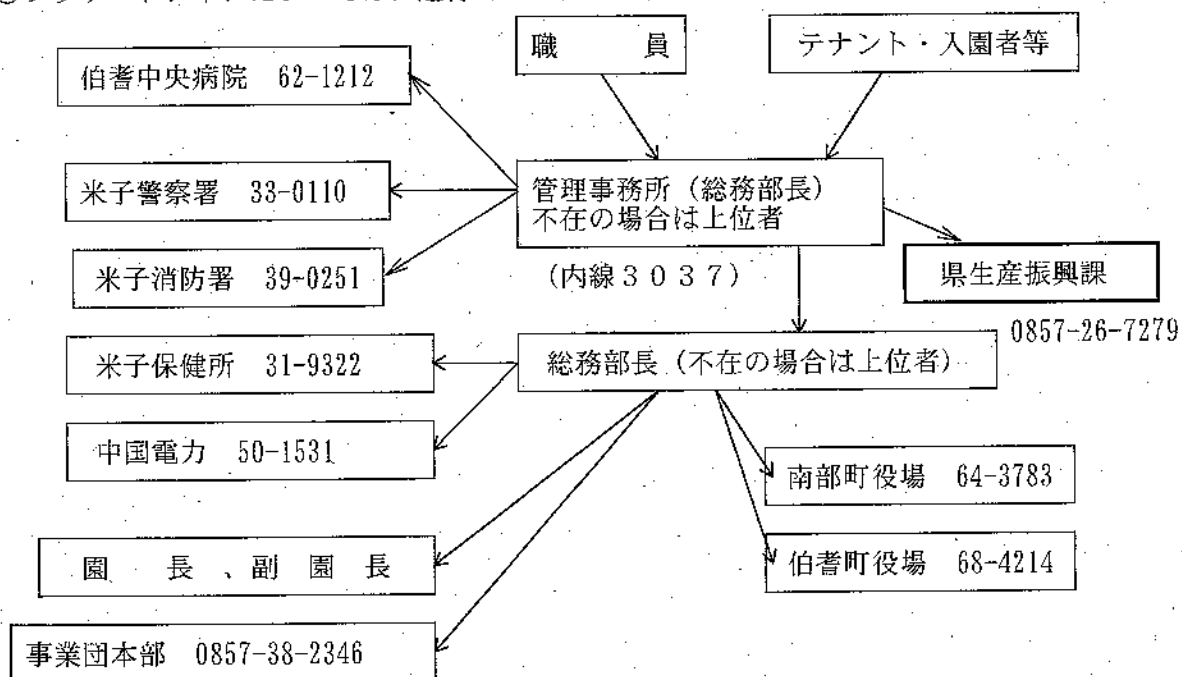 職　　員
テナント・入園者等
伯耆中央病院　62-1212
米子警察署　33-0110
管理事務所（総務部長）
不在の場合は上位者
米子消防署　39-0251
（内線３０３７）
県生産振興課
0857-26-7279
米子保健所　31-9322
総務部長（不在の場合は上位者）
中国電力　50-1531
南部町役場　64-3783
園　長、副園長
伯耆町役場　68-4214
事業団本部　0857-38-2346